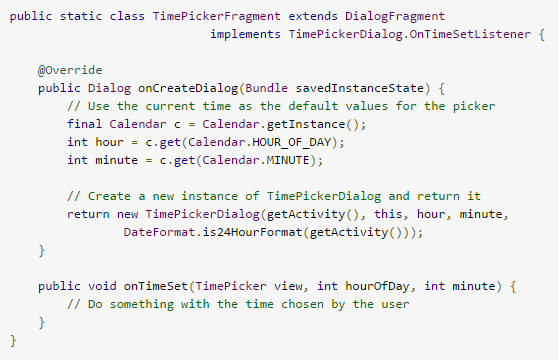 public static class TimePickerFragment extends DialogFragment
                            implements TimePickerDialog.OnTimeSetListener {

    @Override
    public Dialog onCreateDialog(Bundle savedInstanceState) {
        // Use the current time as the default values for the picker
        final Calendar c = Calendar.getInstance();
        int hour = c.get(Calendar.HOUR_OF_DAY);
        int minute = c.get(Calendar.MINUTE);

        // Create a new instance of TimePickerDialog and return it
        return new TimePickerDialog(getActivity(), this, hour, minute,
                DateFormat.is24HourFormat(getActivity()));
    }

    public void onTimeSet(TimePicker view, int hourOfDay, int minute) {
        // Do something with the time chosen by the user
    }
}